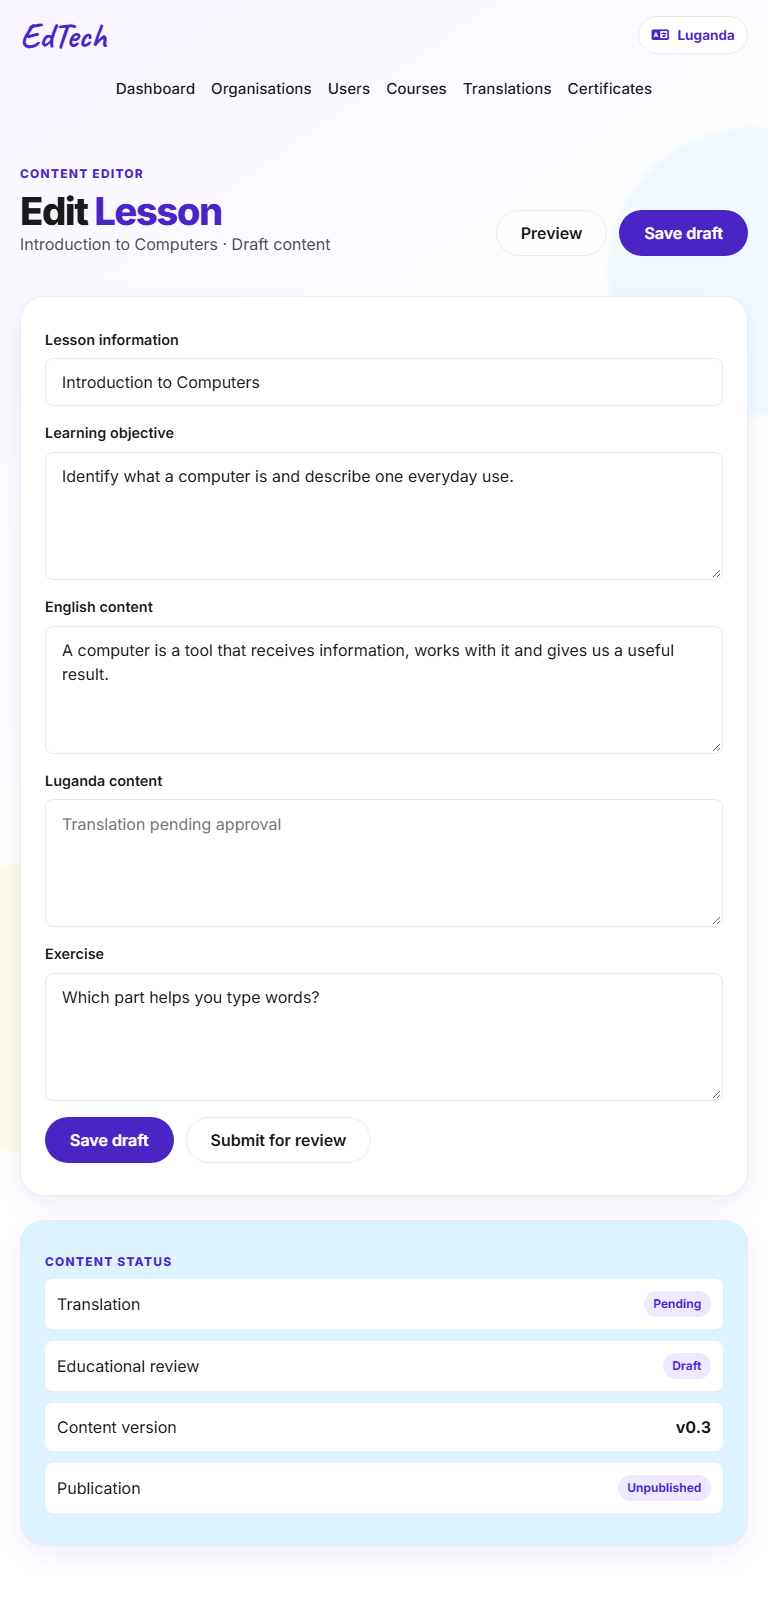 EdTech
Luganda
Dashboard Organisations Users Courses Translations Certificates
CONTENT EDITOR
Edit Lesson
Introduction to Computers · Draft content
Preview
Save draft
Lesson information
Introduction to Computers
Learning objective
Identify what a computer is and describe one everyday use.
English content
A computer is a tool that receives information, works with it and gives us a useful
result.
Luganda content
Translation pending approval
Exercise
Which part helps you type words?
Save draft
Submit for review
CONTENT STATUS
Translation Pending
Educational review Draft
Content version v0.3
Publication Unpublished